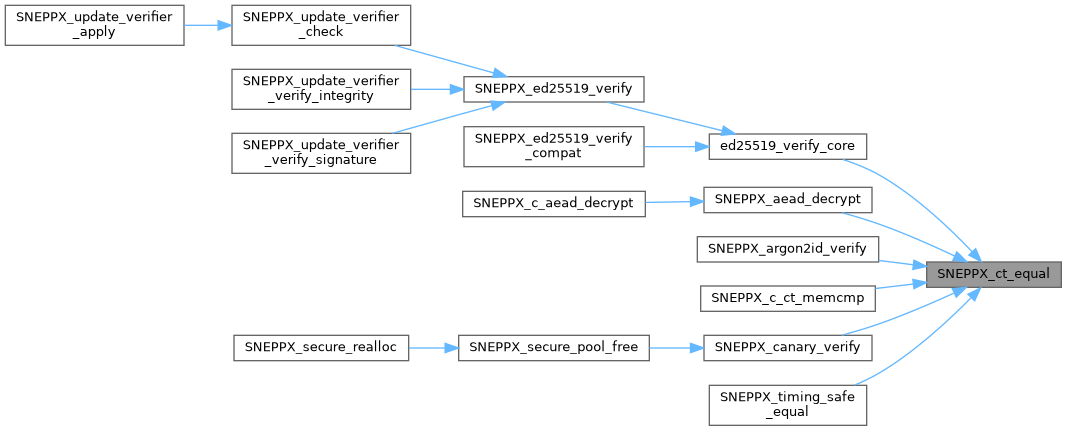 SNEPPX_update_verifier
_apply
SNEPPX_update_verifier
_check
SNEPPX_update_verifier
_verify_integrity
SNEPPX_update_verifier
_verify_signature
SNEPPX_ed25519_verify
SNEPPX_ed25519_verify
_compat
ed25519_verify_core
SNEPPX_c_aead_decrypt
SNEPPX_aead_decrypt
SNEPPX_argon2id_verify
SNEPPX_ct_equal
SNEPPX_c_ct_memcmp
SNEPPX_secure_realloc
SNEPPX_secure_pool_free
SNEPPX_canary_verify
SNEPPX_timing_safe
_equal